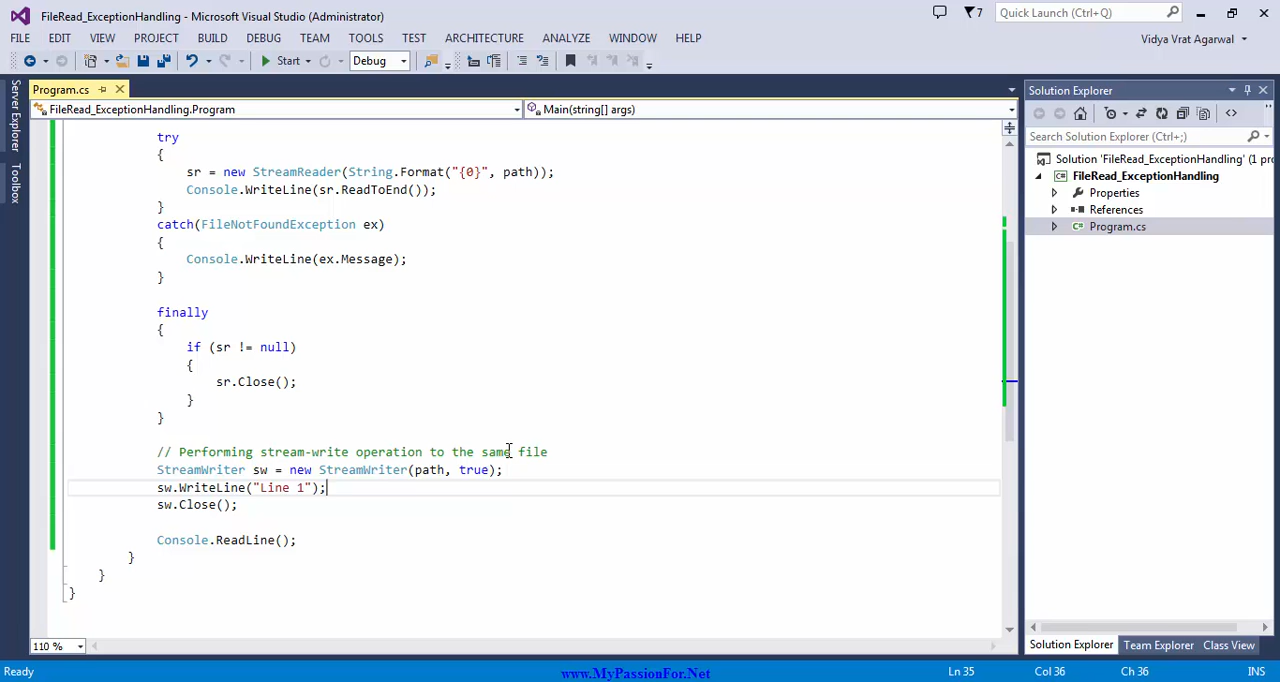 FileRead_ExceptionHandling - Microsoft Visual Studio (Administrator)
7
Quick Launch (Ctrl+Q)
FILE EDIT VIEW PROJECT BUILD DEBUG TEAM TOOLS TEST ARCHITECTURE ANALYZE WINDOW HELP
Vidya Vrat Agarwal
Start Debug
Server Explorer
Toolbox
Program.cs
FileRead_ExceptionHandling.Program Main(string[] args)
try
{
sr = new StreamReader(String.Format("{0}", path));
Console.WriteLine(sr.ReadToEnd());
}
catch(FileNotFoundException ex)
{
Console.WriteLine(ex.Message);
}
finally
{
if (sr != null)
{
sr.Close();
}
}
// Performing stream-write operation to the same file
StreamWriter sw = new StreamWriter(path, true);
sw.WriteLine("Line 1");
sw.Close();
Console.ReadLine();
}
}
}
110 %
Solution Explorer
Search Solution Explorer (Ctrl+;)
Solution 'FileRead_ExceptionHandling' (1 pro
FileRead_ExceptionHandling
Properties
References
Program.cs
Solution Explorer Team Explorer Class View
Ready www.MyPassionFor.Net Ln 35 Col 36 Ch 36 INS